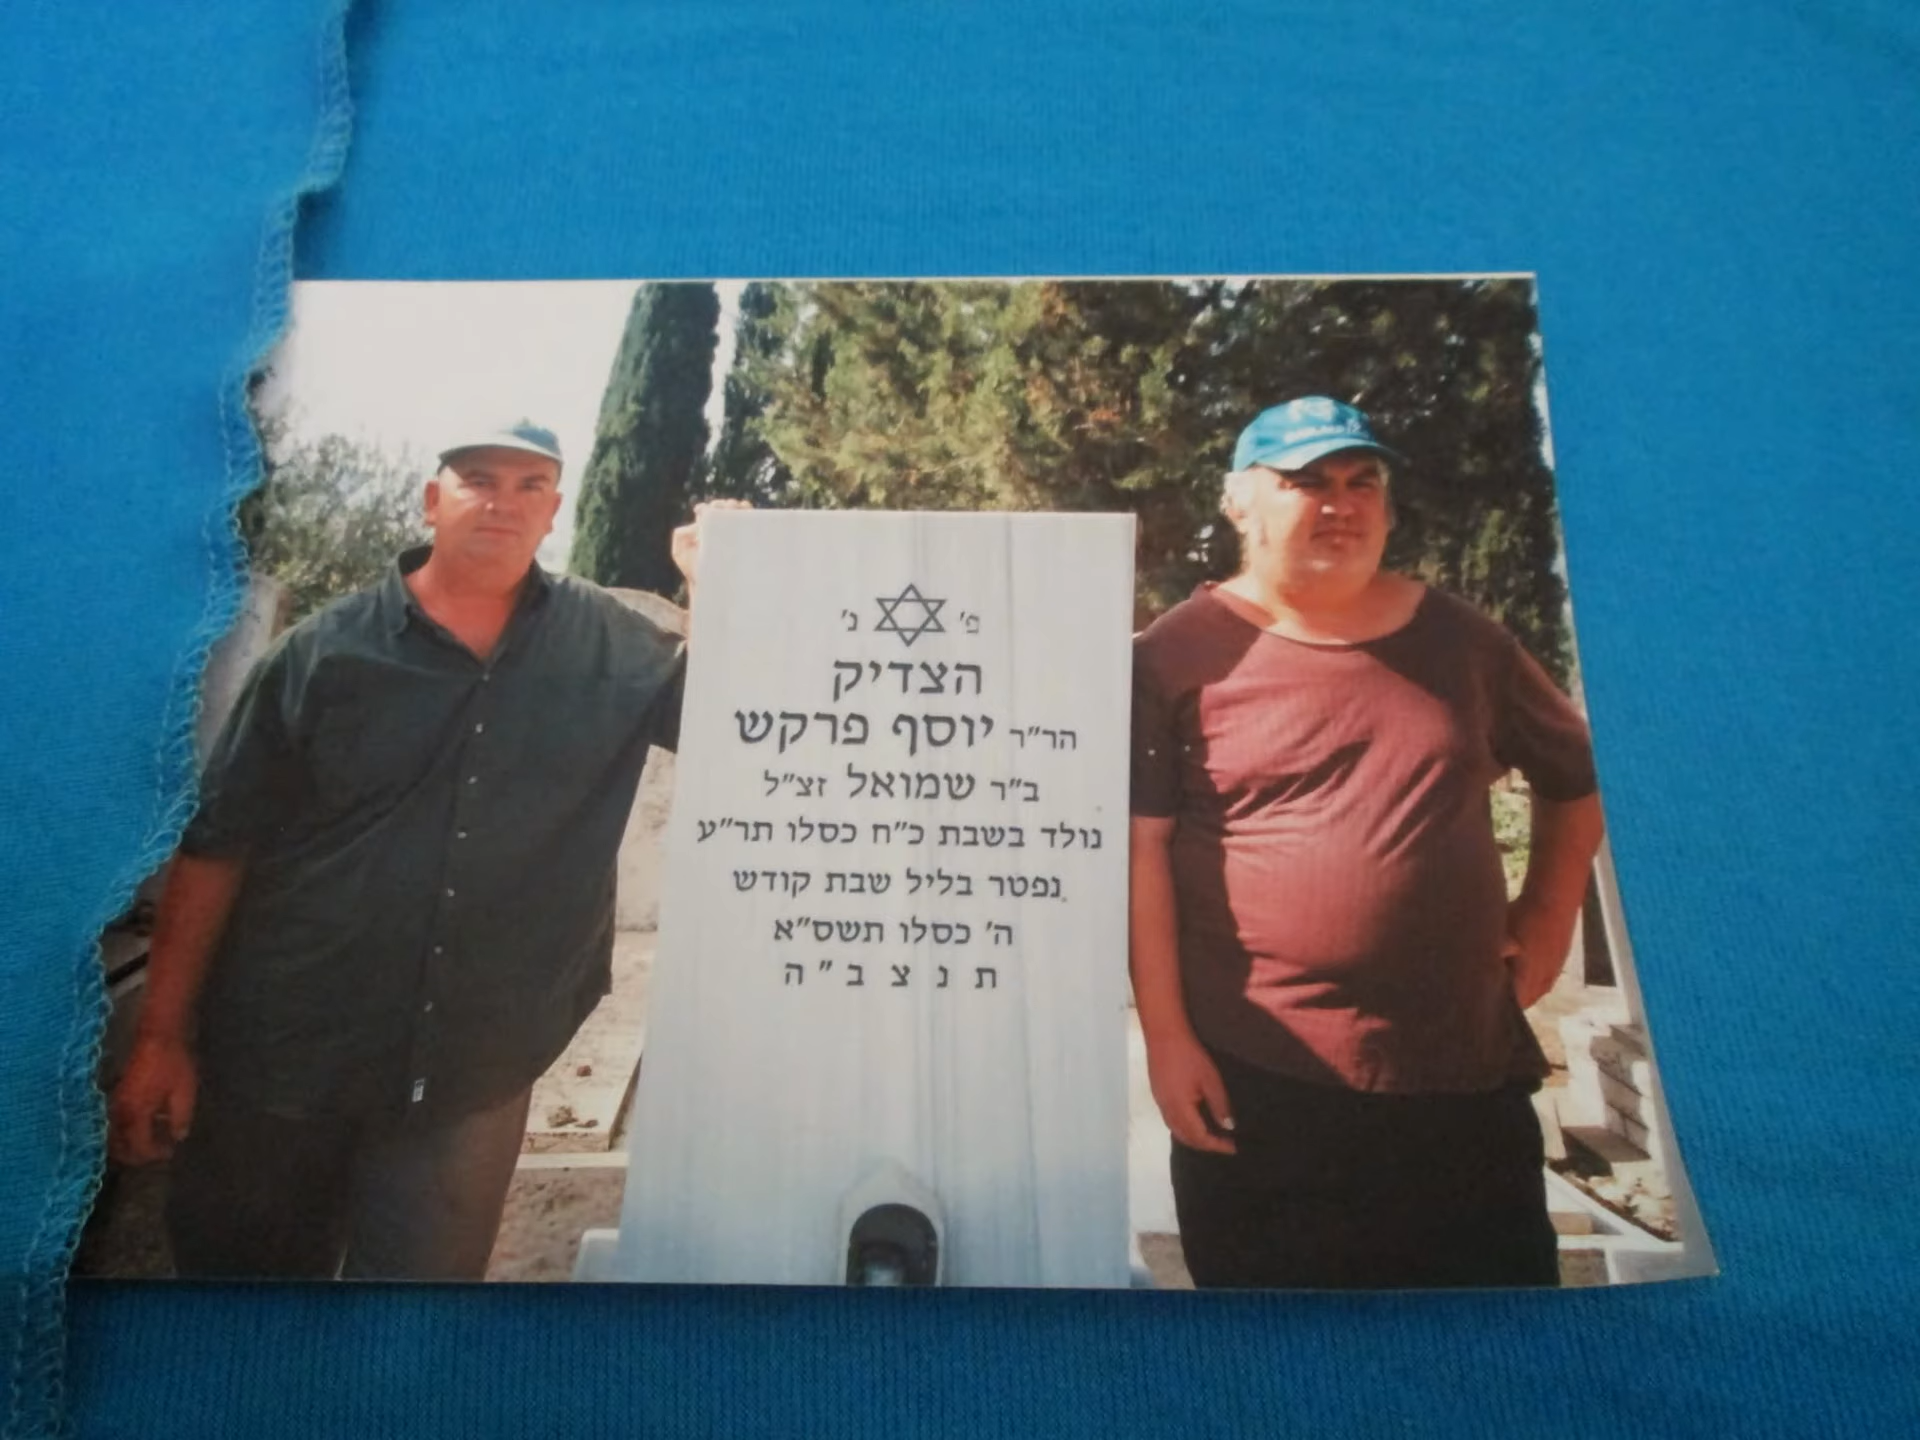 פ' נ'
הצדיק
הר"ר יוסף פרקש
ב"ר שמואל זצ"ל
נולד בשבת כ"ח כסלו תר"ע
נפטר בליל שבת קודש
ה' כסלו תשס"א
ת נ צ ב " ה